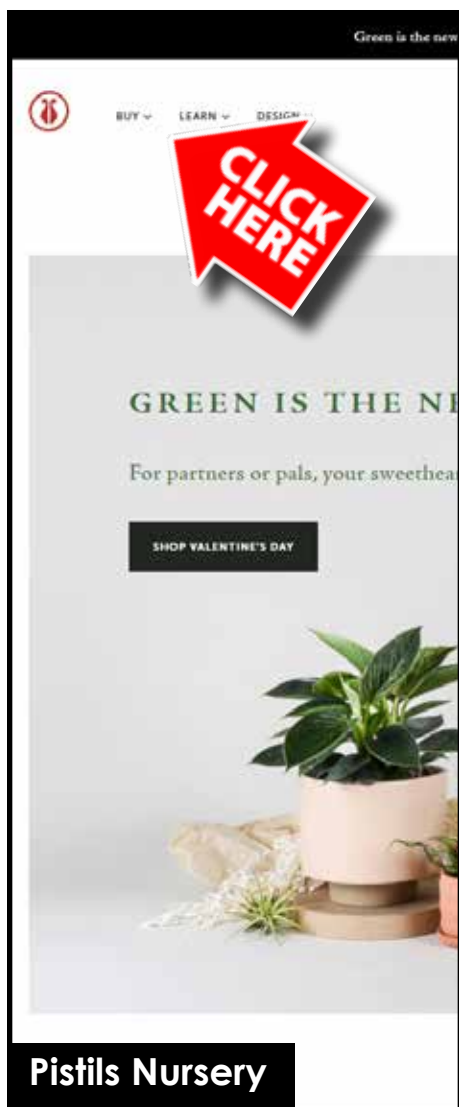 Green is the new
BUY LEARN DESIGN
CLICK
HERE
GREEN IS THE NE
For partners or pals, your sweethear
SHOP VALENTINE'S DAY
Pistils Nursery